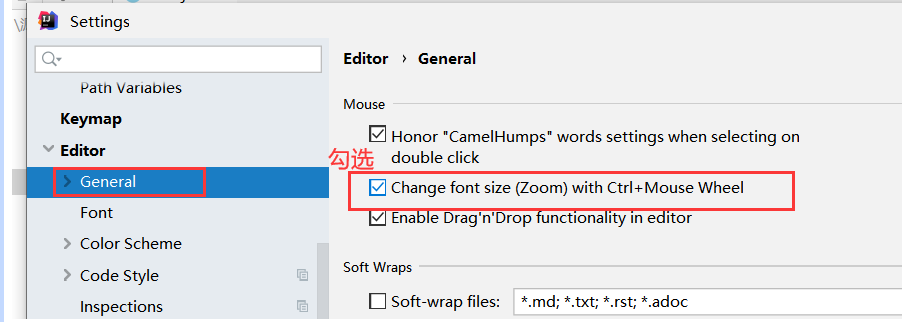 Settings
Path Variables
Keymap
Editor
General
Font
Color Scheme
Code Style
Inspections
Editor › General
Mouse
Honor "CamelHumps" words settings when selecting on
double click
勾选
Change font size (Zoom) with Ctrl+Mouse Wheel
Enable Drag'n'Drop functionality in editor
Soft Wraps
Soft-wrap files:
*.md; *.txt; *.rst; *.adoc